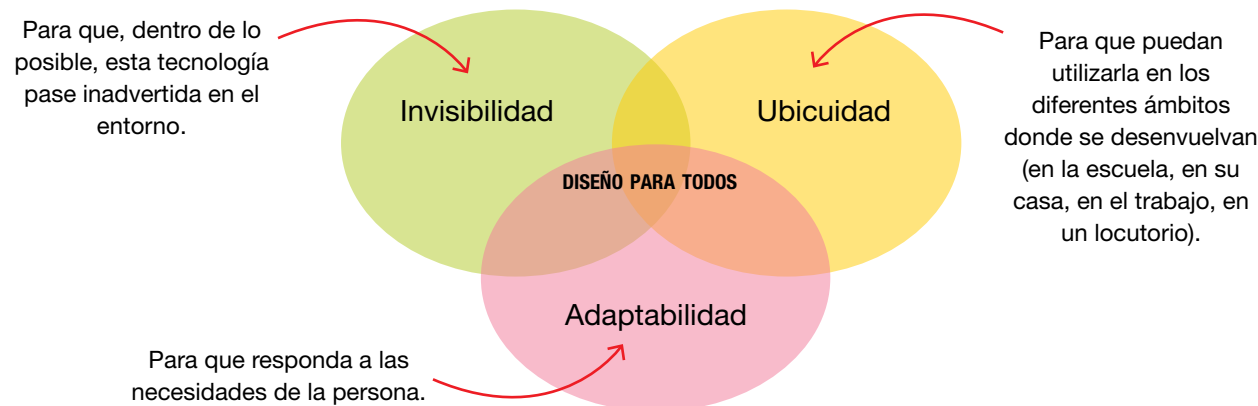 Para que, dentro de lo
posible, esta tecnología
pase inadvertida en el
entorno.
Invisibilidad
Ubicuidad
Para que puedan
utilizarla en los
diferentes ámbitos
donde se desenvuelvan
(en la escuela, en su
casa, en el trabajo, en
un locutorio).
DISEÑO PARA TODOS
Adaptabilidad
Para que responda a las
necesidades de la persona.